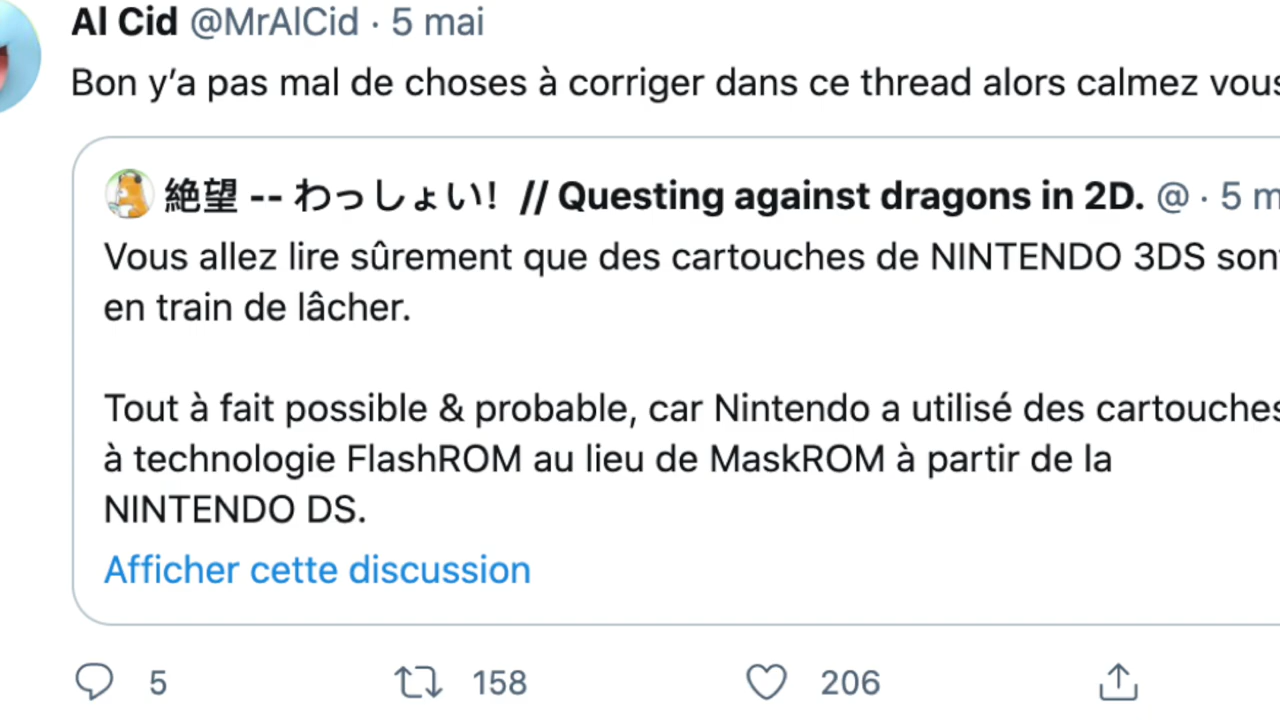 Al Cid @MrAlCid · 5 mai
Bon y’a pas mal de choses à corriger dans ce thread alors calmez vous
絶望 -- わっしょい! // Questing against dragons in 2D. @ · 5 m
Vous allez lire sûrement que des cartouches de NINTENDO 3DS son
en train de lâcher.
Tout à fait possible & probable, car Nintendo a utilisé des cartouches
à technologie FlashROM au lieu de MaskROM à partir de la
NINTENDO DS.
Afficher cette discussion
5 158 206